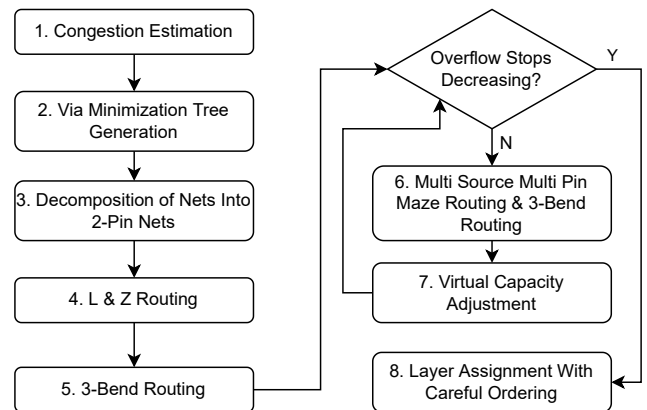 1. Congestion Estimation
2. Via Minimization Tree
Generation
3. Decomposition of Nets Into
2-Pin Nets
4. L & Z Routing
5. 3-Bend Routing
Overflow Stops
Decreasing?
Y
N
6. Multi Source Multi Pin
Maze Routing & 3-Bend
Routing
7. Virtual Capacity
Adjustment
8. Layer Assignment With
Careful Ordering